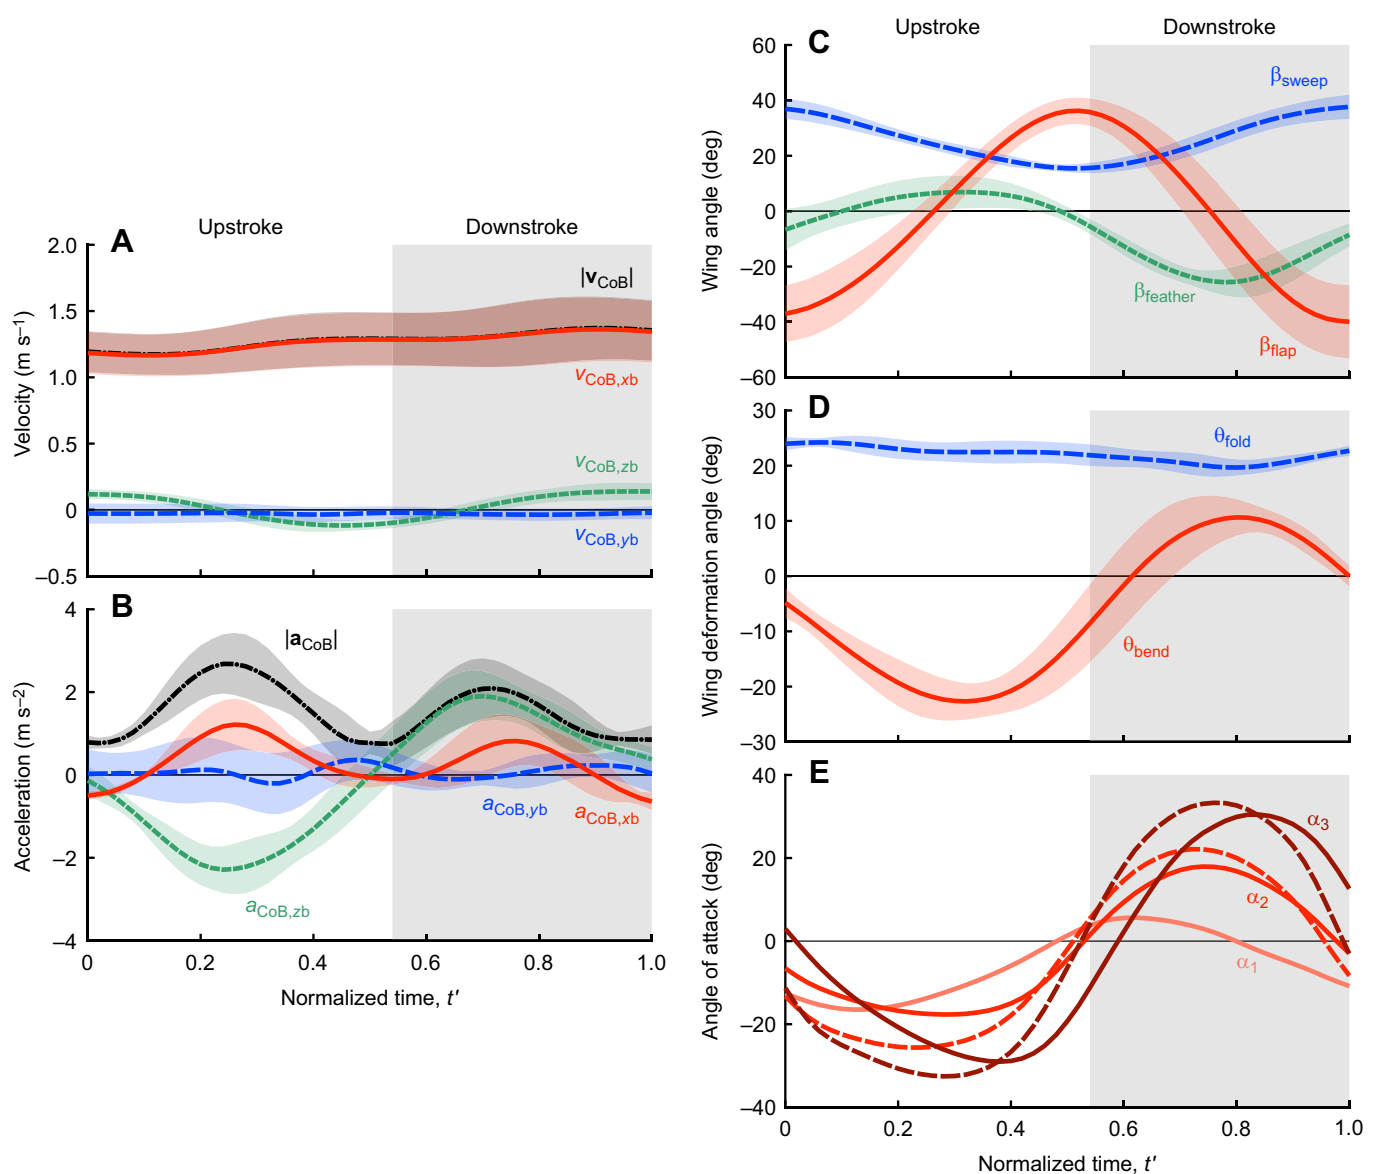 Upstroke
Downstroke
A
2.0
1.5
1.0
0.5
0
–0.5
Velocity (m s–1)
|vCoB|
vCoB,xb
vCoB,zb
vCoB,yb
B
4
2
0
–2
–4
Acceleration (m s–2)
|aCoB|
aCoB,yb
aCoB,xb
aCoB,zb
0
0.2
0.4
0.6
0.8
1.0
Normalized time, t′
Upstroke
Downstroke
C
60
40
20
0
–20
–40
–60
Wing angle (deg)
βsweep
βfeather
βflap
D
30
20
10
0
–10
–20
–30
Wing deformation angle (deg)
θfold
θbend
E
40
20
0
–20
–40
Angle of attack (deg)
α3
α2
α1
0
0.2
0.4
0.6
0.8
1.0
Normalized time, t′